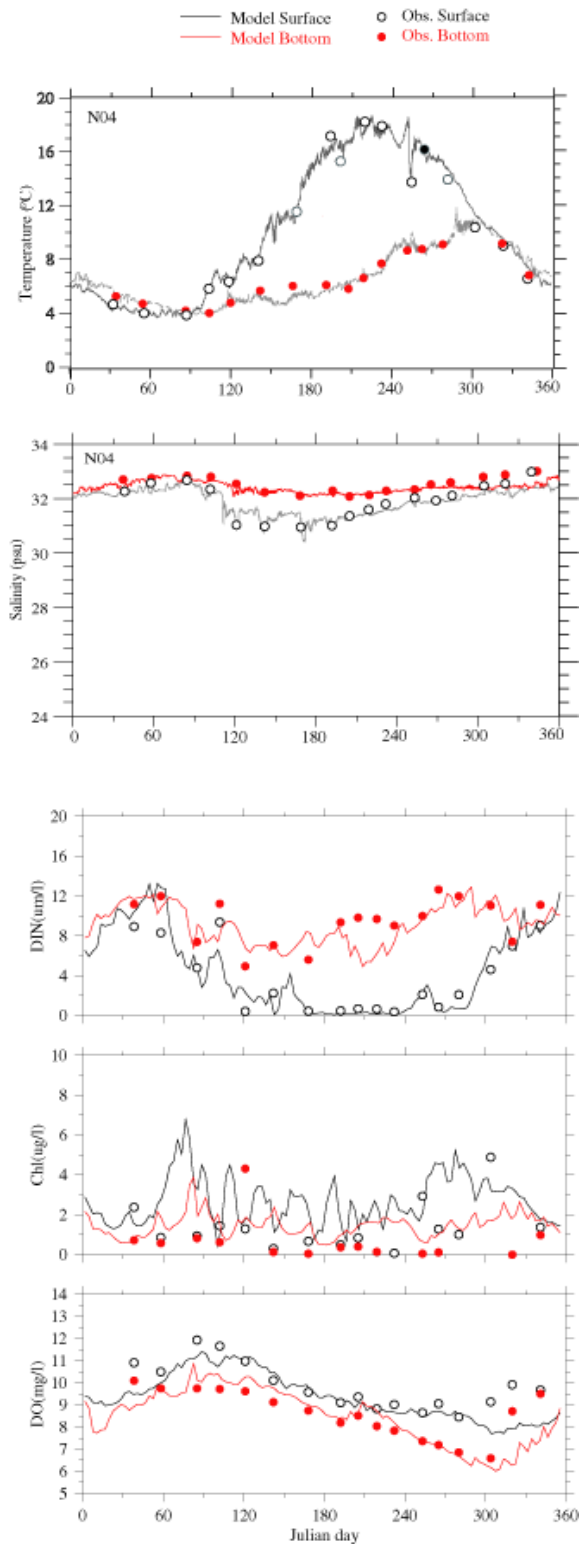 Model Surface Obs. Surface
Model Bottom Obs. Bottom
20
N04
16
12
8
4
0
Temperature (ºC)
0 60 120 180 240 300 360
34
N04
32
30
28
26
24
Salinity (psu)
0 60 120 180 240 300 360
20
16
12
8
4
0
DIN(um/l)
10
8
6
4
2
0
Chl(ug/l)
14
13
12
11
10
9
8
7
6
5
DO(mg/l)
0 60 120 180 240 300 360
Julian day